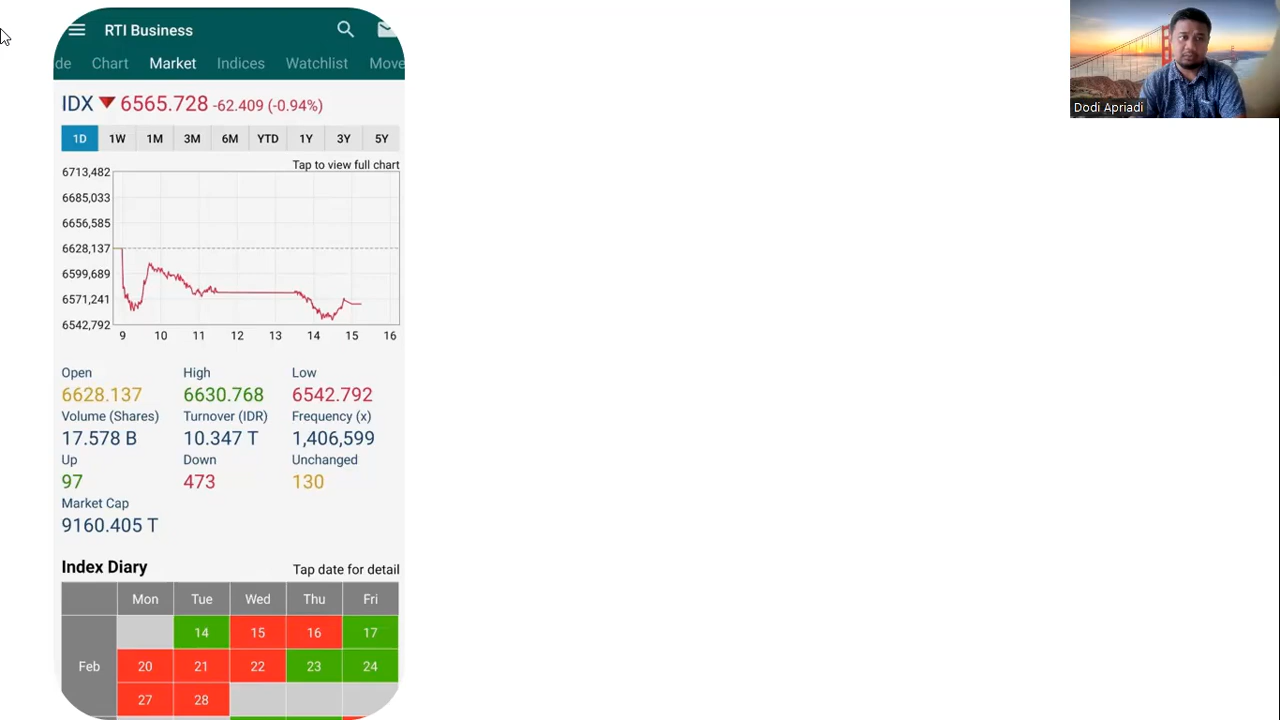 RTI Business
de Chart Market Indices Watchlist Move
IDX 6565.728 -62.409 (-0.94%)
1D 1W 1M 3M 6M YTD 1Y 3Y 5Y
Tap to view full chart
6713,482
6685,033
6656,585
6628,137
6599,689
6571,241
6542,792
9 10 11 12 13 14 15 16
Open High Low
6628.137 6630.768 6542.792
Volume (Shares) Turnover (IDR) Frequency (x)
17.578 B 10.347 T 1,406,599
Up Down Unchanged
97 473 130
Market Cap
9160.405 T
Index Diary Tap date for detail
Mon Tue Wed Thu Fri
14 15 16 17
Feb 20 21 22 23 24
27 28
Dodi Apriadi